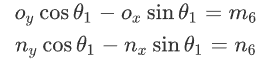 o_y cos θ_1 − o_x sin θ_1 = m_6
n_y cos θ_1 − n_x sin θ_1 = n_6